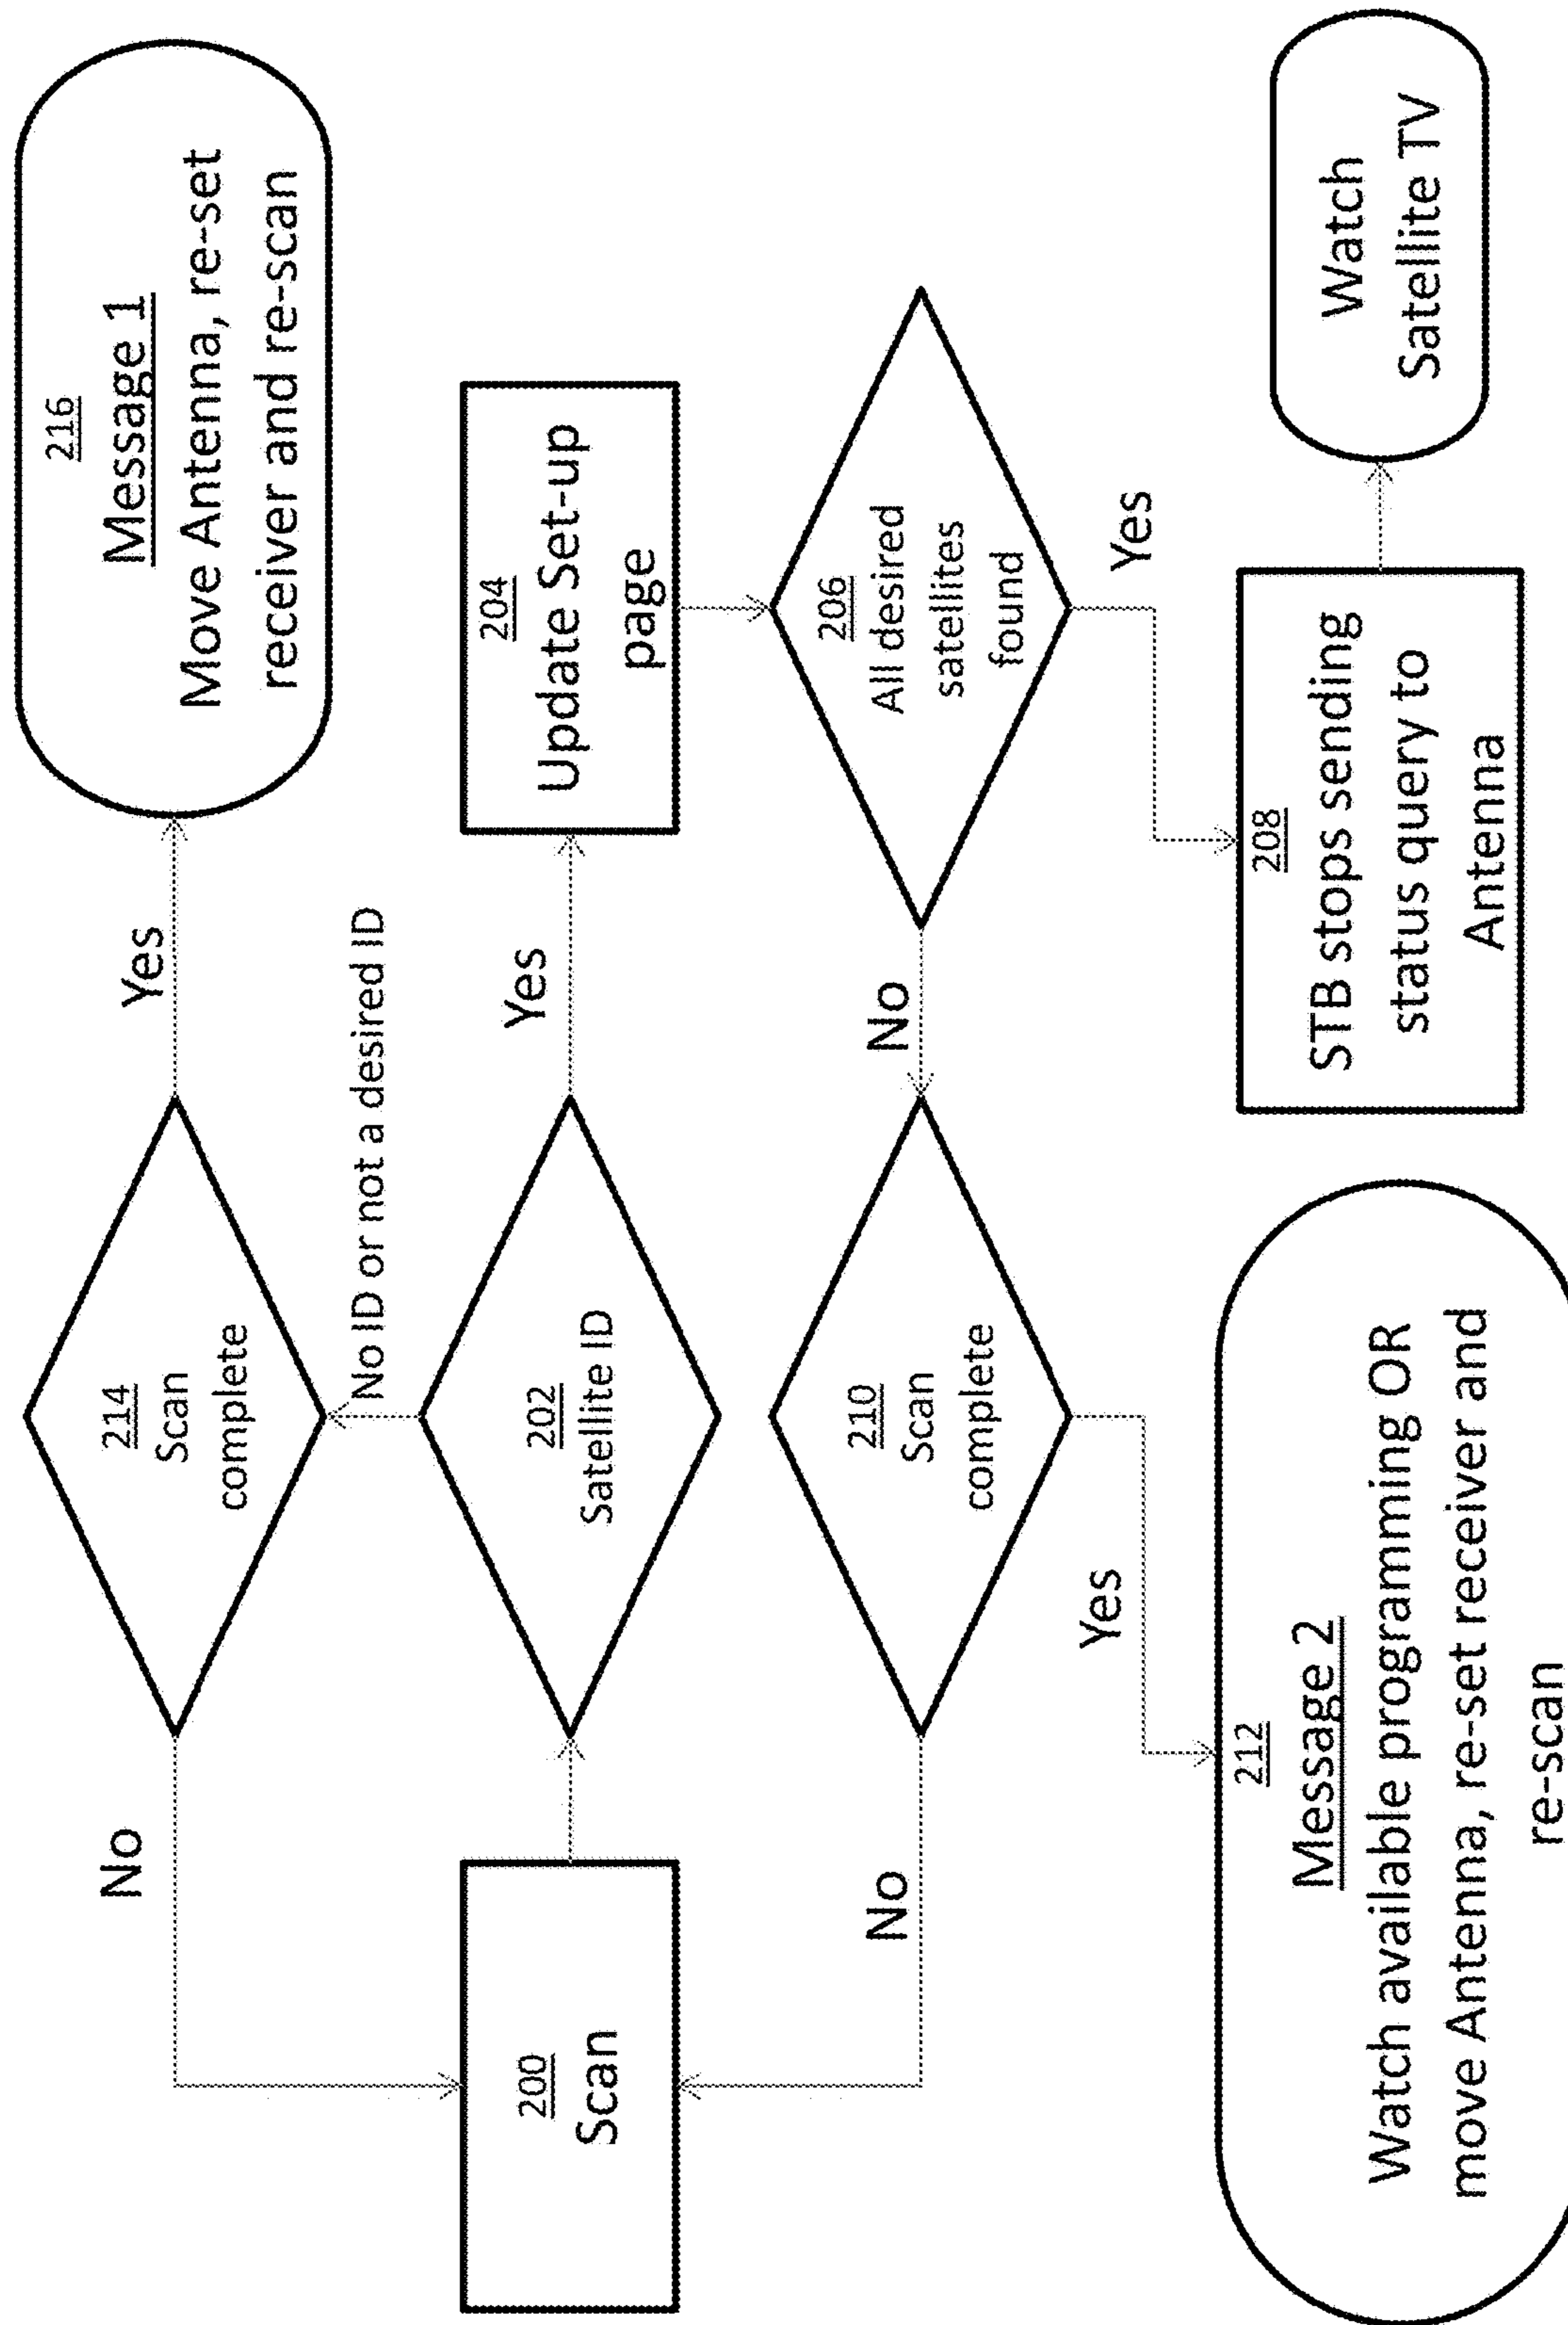 No
214
Scan
complete
Yes
216
Message 1
Move Antenna, re-set
receiver and re-scan
No ID or not a desired ID
200
Scan
202
Satellite ID
Yes
204
Update Set-up
page
No
210
Scan
complete
No
206
All desired
satellites
found
Yes
Yes
212
Message 2
Watch available programming OR
move Antenna, re-set receiver and
re-scan
208
STB stops sending
status query to
Antenna
Watch
Satellite TV